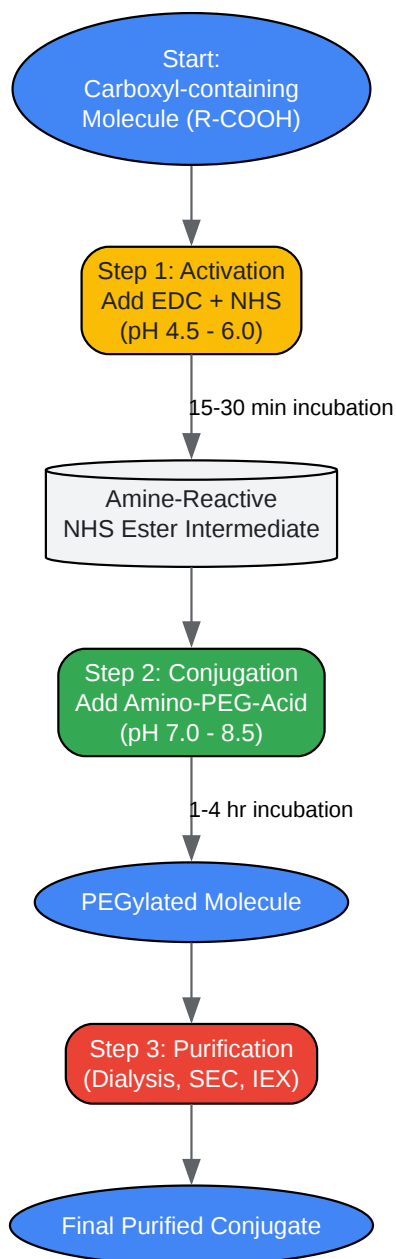 Start:
Carboxyl-containing
Molecule (R-COOH)
Step 1: Activation
Add EDC + NHS
(pH 4.5 - 6.0)
15-30 min incubation
Amine-Reactive
NHS Ester Intermediate
Step 2: Conjugation
Add Amino-PEG-Acid
(pH 7.0 - 8.5)
1-4 hr incubation
PEGylated Molecule
Step 3: Purification
(Dialysis, SEC, IEX)
Final Purified Conjugate